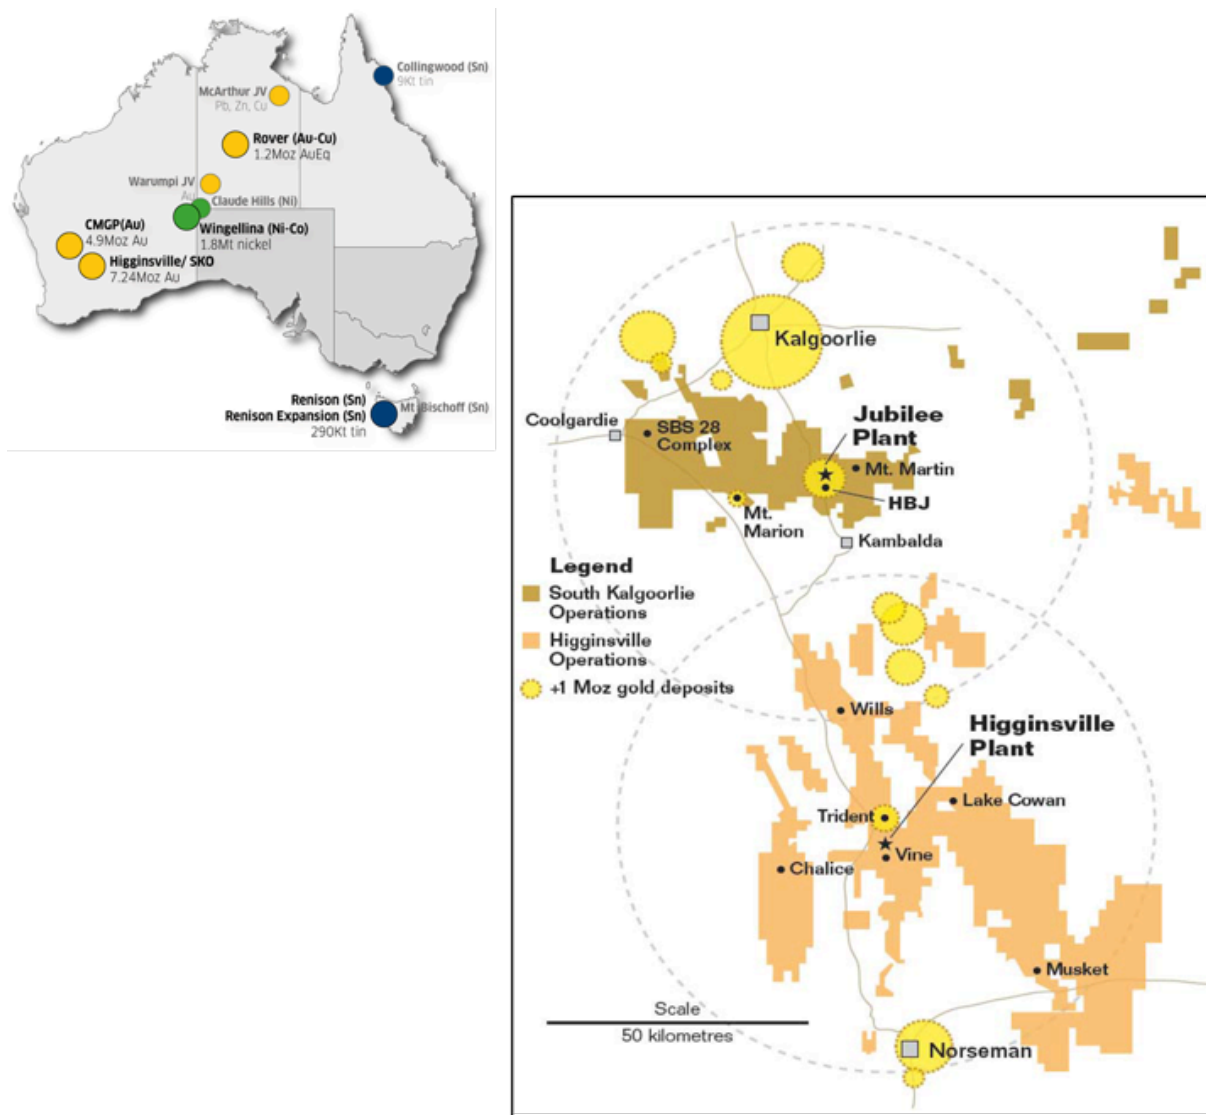 Collingwood (Sn)
9Kt tin
McArthur JV
Pb, Zn, Cu
Rover (Au-Cu)
1.2Moz AuEq
Warumpi JV
Au
Claude Hills (Ni)
CMGP(Au)
4.9Moz Au
Wingellina (Ni-Co)
1.8Mt nickel
Higginsville/ SKO
7.24Moz Au
Renison (Sn)
Renison Expansion (Sn)
290Kt tin
Mt Bischoff (Sn)
Kalgoorlie
Coolgardie
SBS 28
Complex
Jubilee
Plant
Mt. Martin
HBJ
Mt.
Marion
Kambalda
Legend
South Kalgoorlie
Operations
Higginsville
Operations
+1 Moz gold deposits
Wills
Higginsville
Plant
Lake Cowan
Trident
Vine
Chalice
Musket
Scale
50 kilometres
Norseman